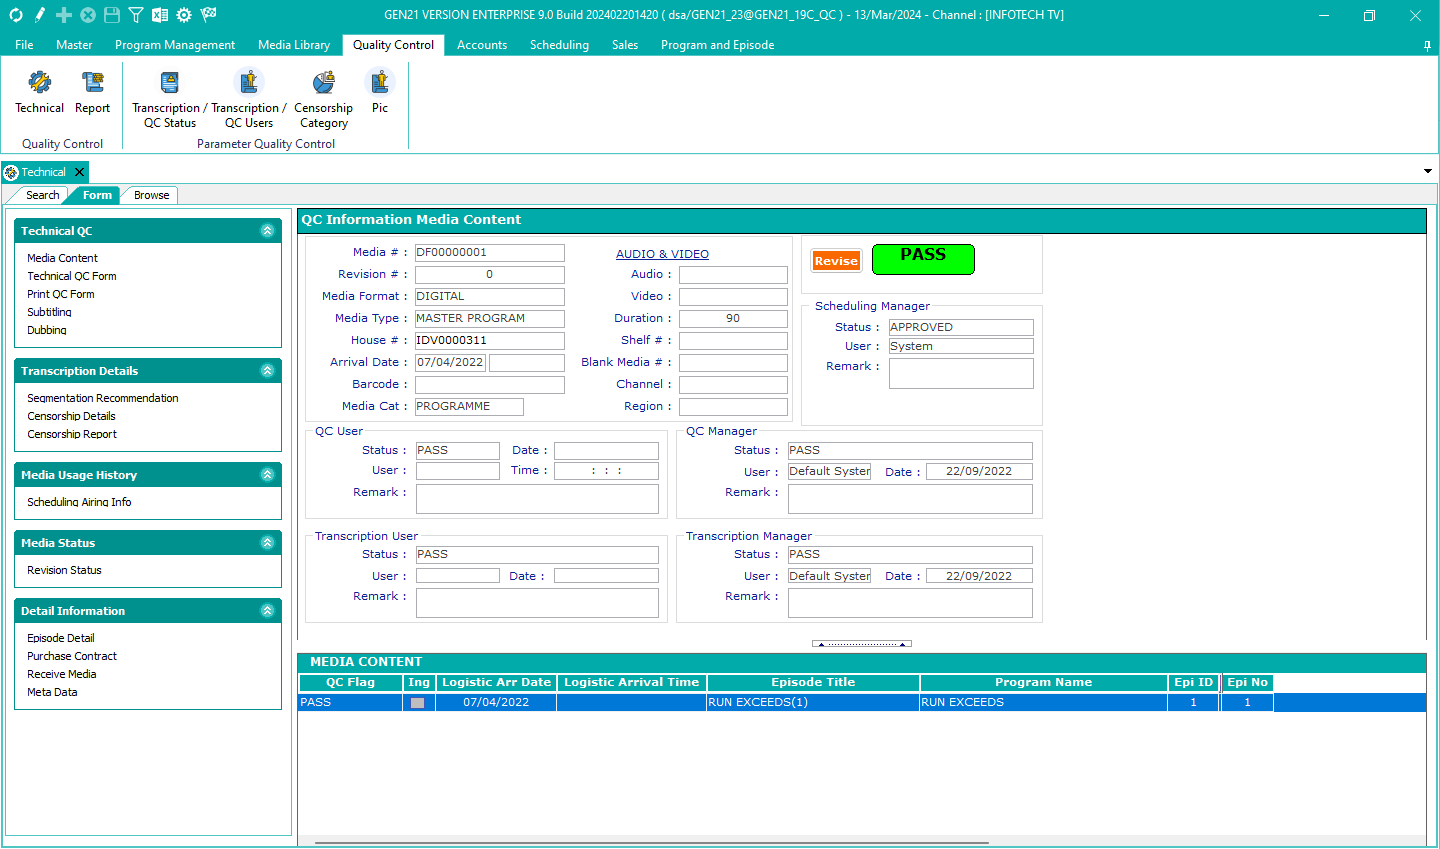 GEN21 VERSION ENTERPRISE 9.0 Build 202402201420 ( dsa/GEN21_23@GEN21_19C_QC ) - 13/Mar/2024 - Channel : [INFOTECH TV]
File Master Program Management Media Library Quality Control Accounts Scheduling Sales Program and Episode
Technical Report Transcription / QC Status Transcription / QC Users Censorship Category Pic
Quality Control Parameter Quality Control
Technical
Search Form Browse
Technical QC
Media Content
Technical QC Form
Print QC Form
Subtitling
Dubbing
Transcription Details
Segmentation Recommendation
Censorship Details
Censorship Report
Media Usage History
Scheduling Airing Info
Media Status
Revision Status
Detail Information
Episode Detail
Purchase Contract
Receive Media
Meta Data
QC Information Media Content
Media # : DF00000001
Revision # : 0
Media Format : DIGITAL
Media Type : MASTER PROGRAM
House # : IDV0000311
Arrival Date : 07/04/2022
Barcode :
Media Cat : PROGRAMME
AUDIO & VIDEO
Audio :
Video :
Duration : 90
Shelf # :
Blank Media # :
Channel :
Region :
Revise PASS
Scheduling Manager
Status : APPROVED
User : System
Remark :
QC User
Status : PASS Date :
User : Time : : : :
Remark :
QC Manager
Status : PASS
User : Default Syster Date : 22/09/2022
Remark :
Transcription User
Status : PASS
User : Date :
Remark :
Transcription Manager
Status : PASS
User : Default Syster Date : 22/09/2022
Remark :
MEDIA CONTENT
QC Flag Ing Logistic Arr Date Logistic Arrival Time Episode Title Program Name Epi ID Epi No
PASS 07/04/2022 RUN EXCEEDS(1) RUN EXCEEDS 1 1